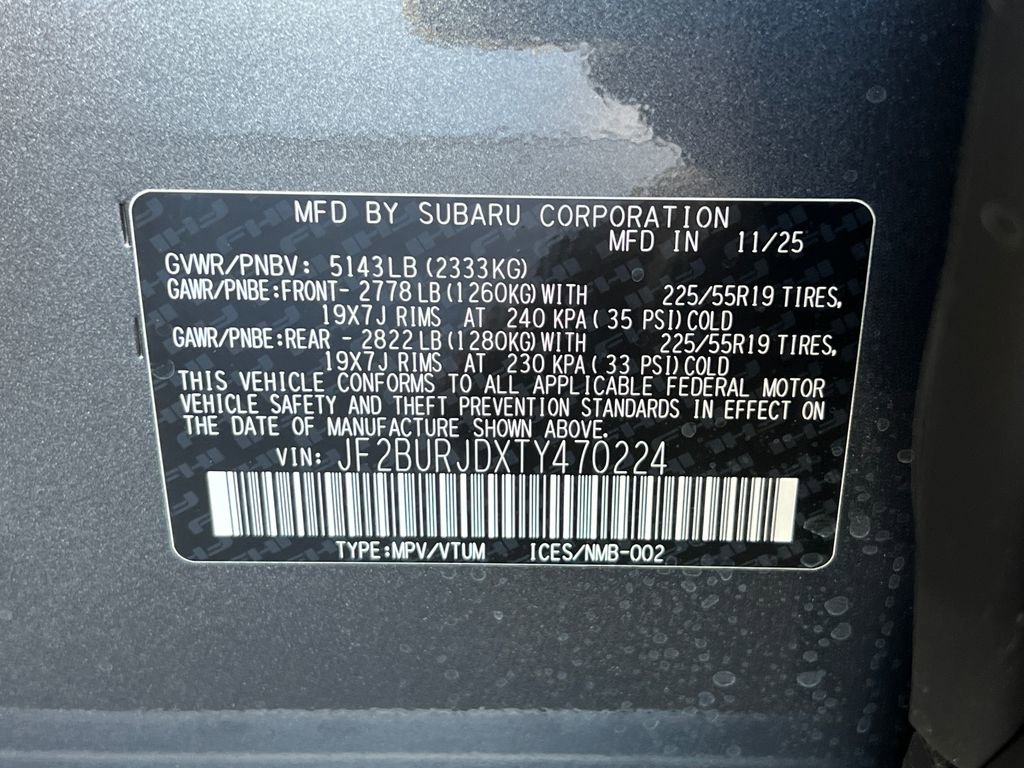 MFD BY SUBARU CORPORATION
MFD IN 11/25
GVWR/PNBV: 5143LB (2333KG)
GAWR/PNBE:FRONT- 2778 LB (1260KG) WITH 225/55R19 TIRES,
19X7J RIMS AT 240 KPA ( 35 PSI) COLD
GAWR/PNBE:REAR - 2822 LB (1280KG) WITH 225/55R19 TIRES,
19X7J RIMS AT 230 KPA ( 33 PSI) COLD
THIS VEHICLE CONFORMS TO ALL APPLICABLE FEDERAL MOTOR
VEHICLE SAFETY AND THEFT PREVENTION STANDARDS IN EFFECT ON
THE DATE OF MANUFACTURE SHOWN ABOVE.
VIN: JF2BURJDXTY470224
TYPE:MPV/VTUM ICES/NMB-002